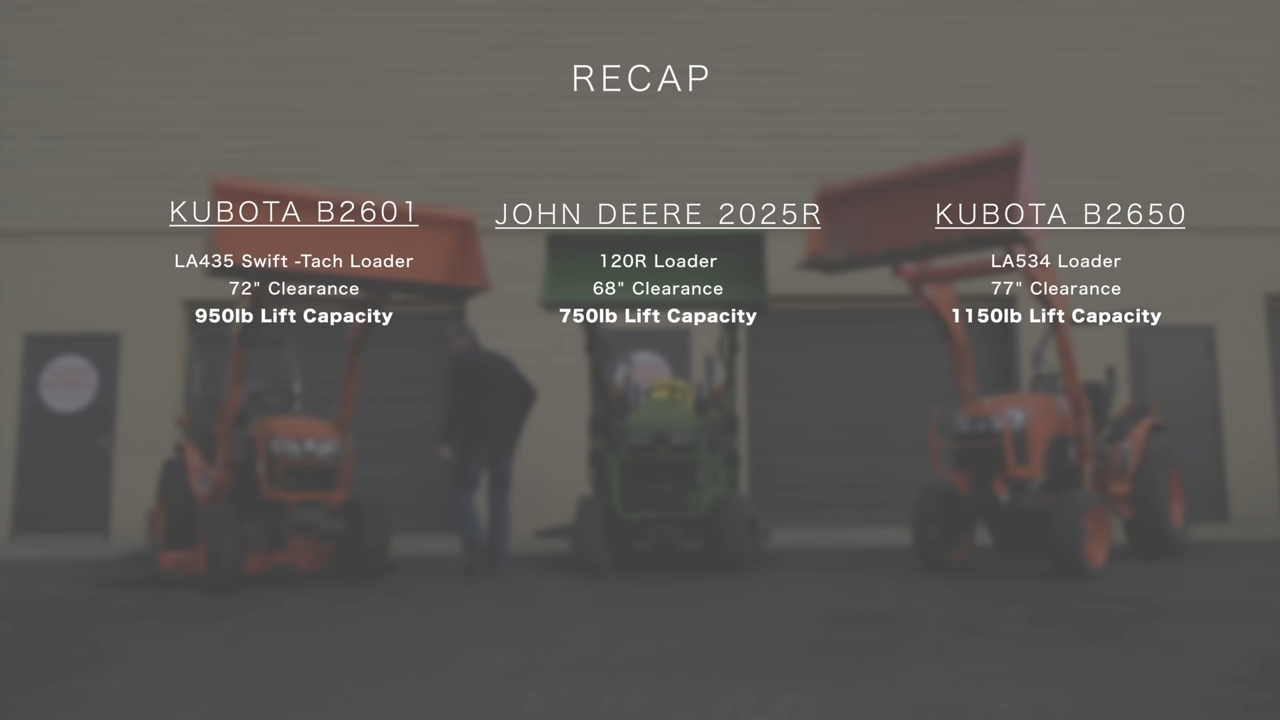 RECAP
KUBOTA B2601
LA435 Swift -Tach Loader
72" Clearance
950lb Lift Capacity
JOHN DEERE 2025R
120R Loader
68" Clearance
750lb Lift Capacity
KUBOTA B2650
LA534 Loader
77" Clearance
1150lb Lift Capacity